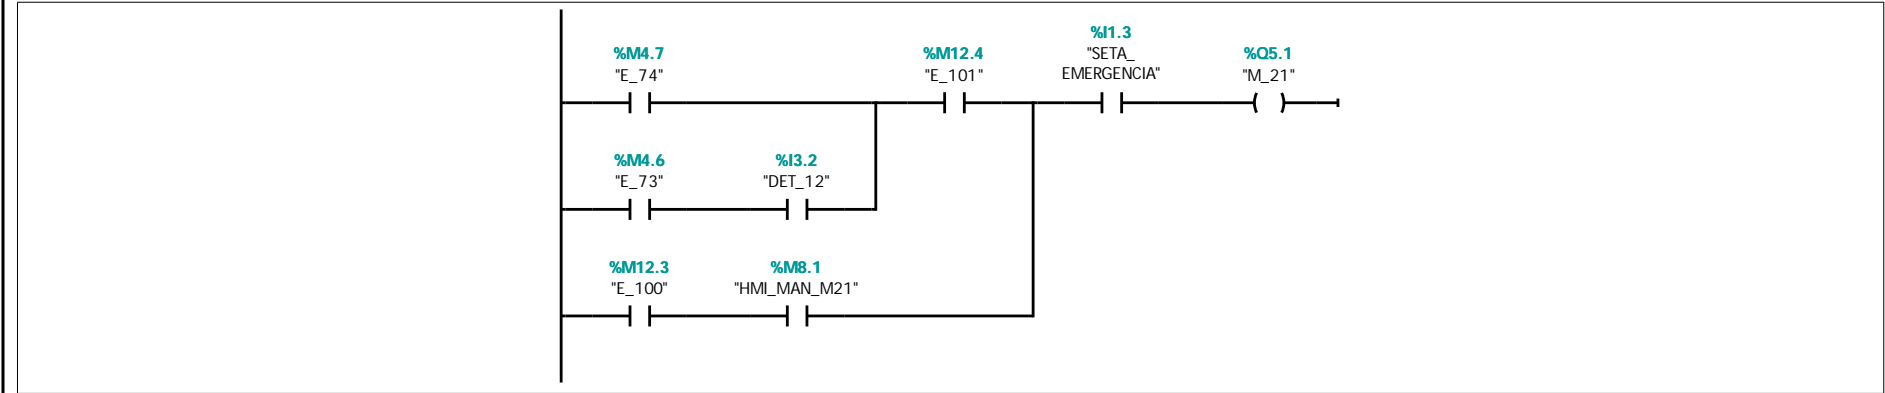 %M4.7
"E_74"
%M12.4
"E_101"
%I1.3
"SETA_
EMERGENCIA"
%Q5.1
"M_21"
%M4.6
"E_73"
%I3.2
"DET_12"
%M12.3
"E_100"
%M8.1
"HMI_MAN_M21"